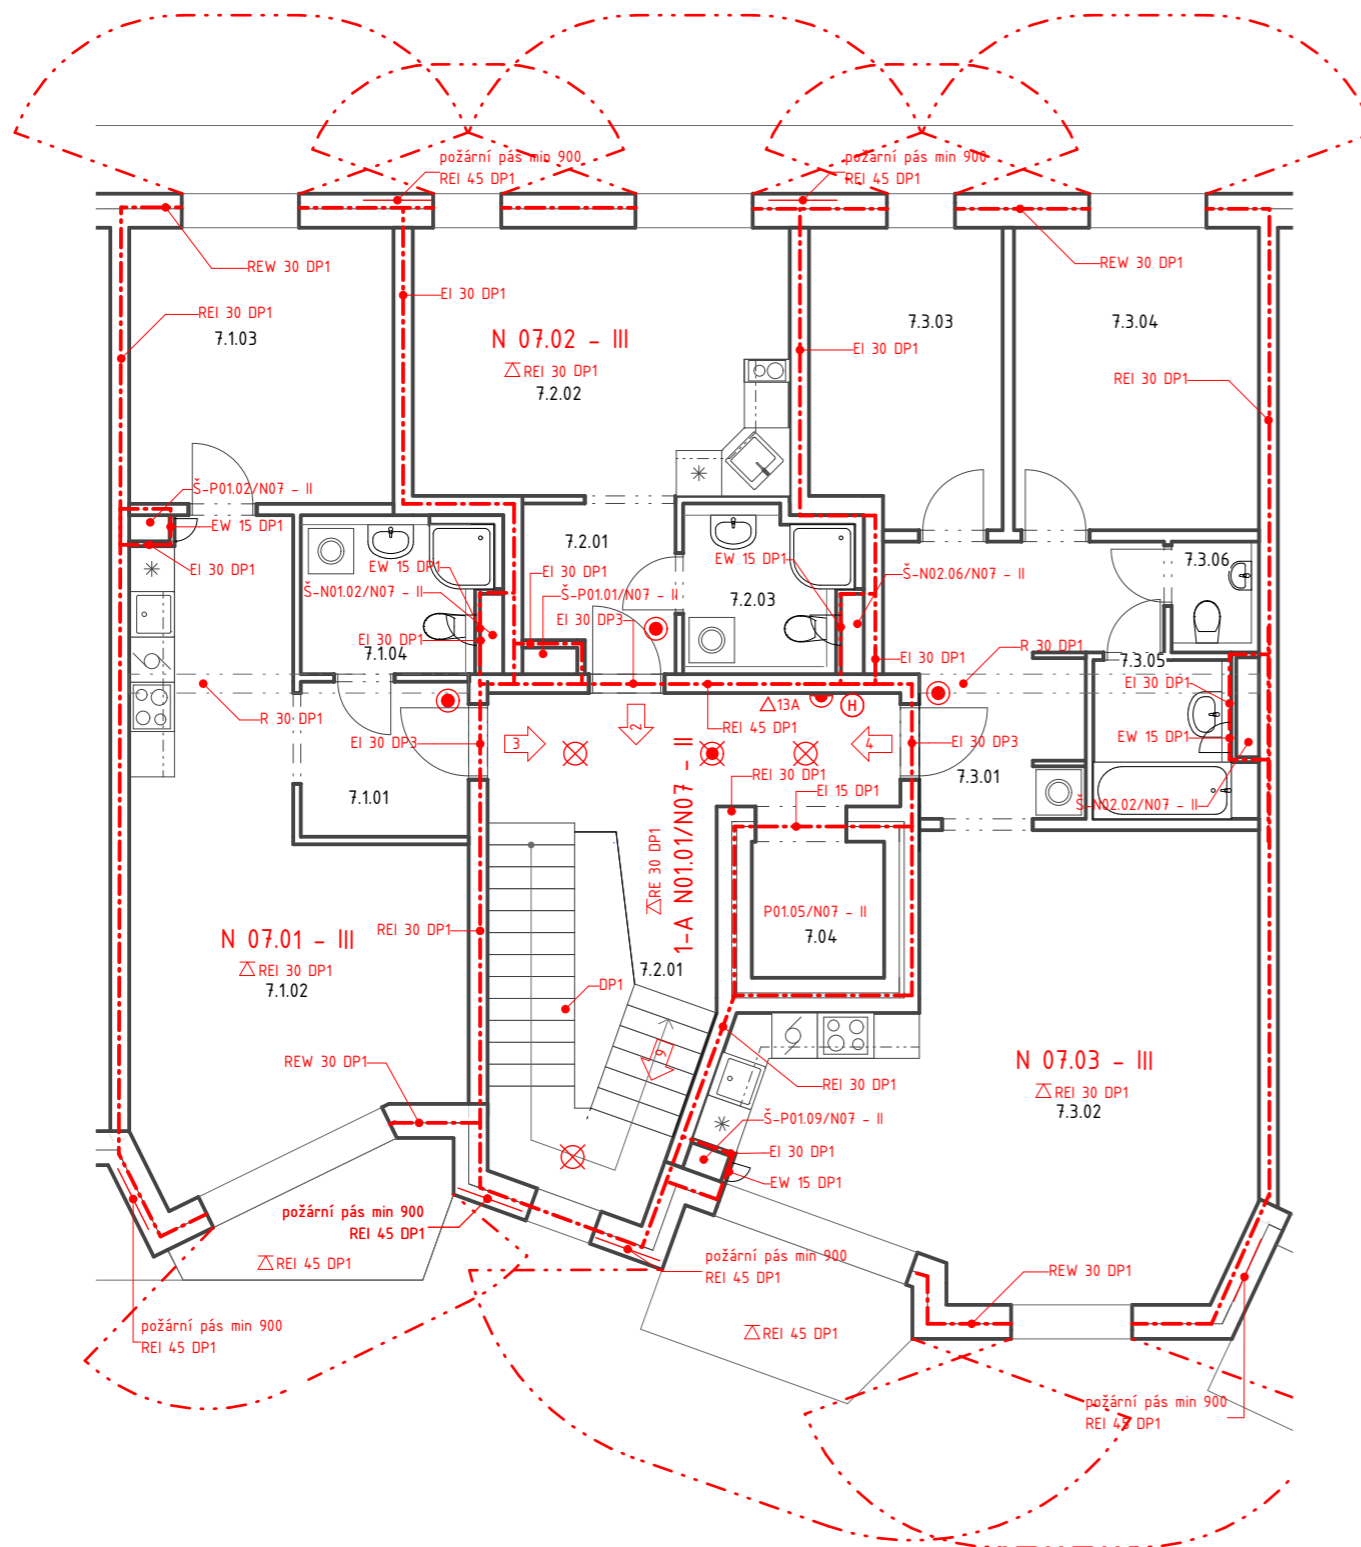 požární pás min 900
REI 45 DP1
požární pás min 900
REI 45 DP1
REW 30 DP1
REW 30 DP1
EI 30 DP1
REI 30 DP1
7.1.03
N 07.02 - III
REI 30 DP1
7.2.02
EI 30 DP1
7.3.03
7.3.04
REI 30 DP1
Š-P01.02/N07 - II
EW 15 DP1
EI 30 DP1
7.2.01
EW 15 DP1
EI 30 DP1
Š-N01.02/N07 - II
Š-P01.01/N07 - II
EI 30 DP3
EI 30 DP1
7.1.04
EW 15 DP1
7.2.03
Š-N02.06/N07 - II
7.3.06
EI 30 DP1
R 30 DP1
7.3.05
EI 30 DP1
EW 15 DP1
Š-N02.02/N07 - II
R 30 DP1
EI 30 DP3
3
2
4
13A
H
REI 45 DP1
EI 30 DP3
REI 30 DP1
EI 15 DP1
7.3.01
7.1.01
1-A N01.01/N07 - II
RE 30 DP1
P01.05/N07 - II
7.04
REI 30 DP1
N 07.01 - III
REI 30 DP1
7.1.02
7.2.01
DP1
9
REW 30 DP1
REI 30 DP1
N 07.03 - III
REI 30 DP1
7.3.02
Š-P01.09/N07 - II
EI 30 DP1
EW 15 DP1
požární pás min 900
REI 45 DP1
REI 45 DP1
požární pás min 900
REI 45 DP1
REW 30 DP1
požární pás min 900
REI 45 DP1
REI 45 DP1
požární pás min 900
REI 45 DP1